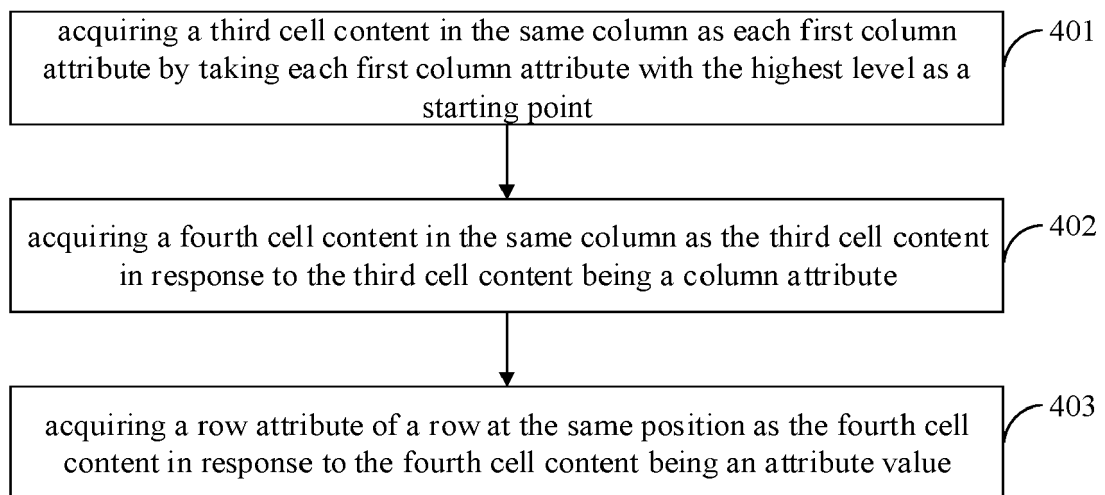 acquiring a third cell content in the same column as each first column
attribute by taking each first column attribute with the highest level as a
starting point
401
acquiring a fourth cell content in the same column as the third cell content
in response to the third cell content being a column attribute
402
acquiring a row attribute of a row at the same position as the fourth cell
content in response to the fourth cell content being an attribute value
403